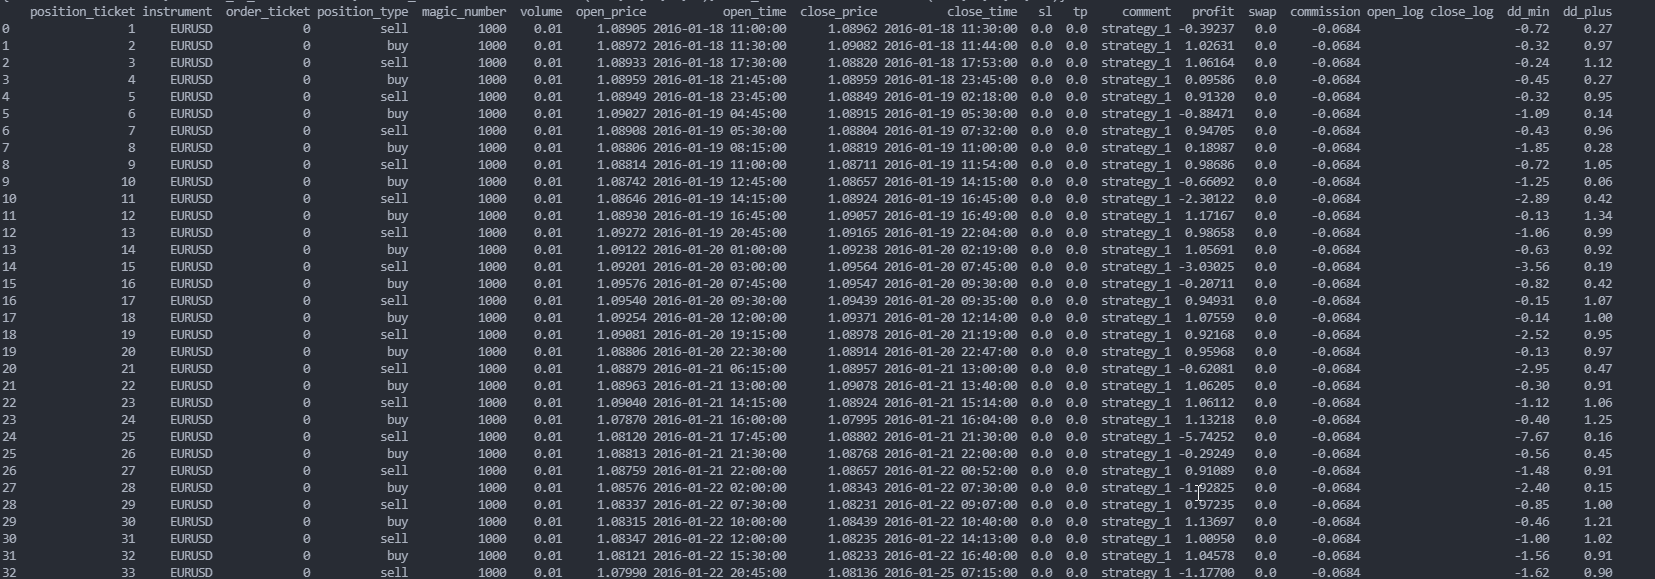 position_ticket instrument order_ticket position_type magic_number volume open_price open_time close_price close_time sl tp comment profit swap commission open_log close_log dd_min dd_plus
0 1 EURUSD 0 sell 1000 0.01 1.08905 2016-01-18 11:00:00 1.08962 2016-01-18 11:30:00 0.0 0.0 strategy_1 -0.39237 0.0 -0.0684 -0.72 0.27
1 2 EURUSD 0 buy 1000 0.01 1.08972 2016-01-18 11:30:00 1.09082 2016-01-18 11:44:00 0.0 0.0 strategy_1 1.02631 0.0 -0.0684 -0.32 0.97
2 3 EURUSD 0 sell 1000 0.01 1.08933 2016-01-18 17:30:00 1.08820 2016-01-18 17:53:00 0.0 0.0 strategy_1 1.06164 0.0 -0.0684 -0.24 1.12
3 4 EURUSD 0 buy 1000 0.01 1.08959 2016-01-18 21:45:00 1.08959 2016-01-18 23:45:00 0.0 0.0 strategy_1 0.09586 0.0 -0.0684 -0.45 0.27
4 5 EURUSD 0 sell 1000 0.01 1.08949 2016-01-18 23:45:00 1.08849 2016-01-19 02:18:00 0.0 0.0 strategy_1 0.91320 0.0 -0.0684 -0.32 0.95
5 6 EURUSD 0 buy 1000 0.01 1.09027 2016-01-19 04:45:00 1.08915 2016-01-19 05:30:00 0.0 0.0 strategy_1 -0.88471 0.0 -0.0684 -1.09 0.14
6 7 EURUSD 0 sell 1000 0.01 1.08908 2016-01-19 05:30:00 1.08804 2016-01-19 07:32:00 0.0 0.0 strategy_1 0.94705 0.0 -0.0684 -0.43 0.96
7 8 EURUSD 0 buy 1000 0.01 1.08806 2016-01-19 08:15:00 1.08819 2016-01-19 11:00:00 0.0 0.0 strategy_1 0.18987 0.0 -0.0684 -1.85 0.28
8 9 EURUSD 0 sell 1000 0.01 1.08814 2016-01-19 11:00:00 1.08711 2016-01-19 11:54:00 0.0 0.0 strategy_1 0.98686 0.0 -0.0684 -0.72 1.05
9 10 EURUSD 0 buy 1000 0.01 1.08742 2016-01-19 12:45:00 1.08657 2016-01-19 14:15:00 0.0 0.0 strategy_1 -0.66092 0.0 -0.0684 -1.25 0.06
10 11 EURUSD 0 sell 1000 0.01 1.08646 2016-01-19 14:15:00 1.08924 2016-01-19 16:45:00 0.0 0.0 strategy_1 -2.30122 0.0 -0.0684 -2.89 0.42
11 12 EURUSD 0 buy 1000 0.01 1.08930 2016-01-19 16:45:00 1.09057 2016-01-19 16:49:00 0.0 0.0 strategy_1 1.17167 0.0 -0.0684 -0.13 1.34
12 13 EURUSD 0 sell 1000 0.01 1.09272 2016-01-19 20:45:00 1.09165 2016-01-19 22:04:00 0.0 0.0 strategy_1 0.98658 0.0 -0.0684 -1.06 0.99
13 14 EURUSD 0 buy 1000 0.01 1.09122 2016-01-20 01:00:00 1.09238 2016-01-20 02:19:00 0.0 0.0 strategy_1 1.05691 0.0 -0.0684 -0.63 0.92
14 15 EURUSD 0 sell 1000 0.01 1.09201 2016-01-20 03:00:00 1.09564 2016-01-20 07:45:00 0.0 0.0 strategy_1 -3.03025 0.0 -0.0684 -3.56 0.19
15 16 EURUSD 0 buy 1000 0.01 1.09576 2016-01-20 07:45:00 1.09547 2016-01-20 09:30:00 0.0 0.0 strategy_1 -0.20711 0.0 -0.0684 -0.82 0.42
16 17 EURUSD 0 sell 1000 0.01 1.09540 2016-01-20 09:30:00 1.09439 2016-01-20 09:35:00 0.0 0.0 strategy_1 0.94931 0.0 -0.0684 -0.15 1.07
17 18 EURUSD 0 buy 1000 0.01 1.09254 2016-01-20 12:00:00 1.09371 2016-01-20 12:14:00 0.0 0.0 strategy_1 1.07559 0.0 -0.0684 -0.14 1.00
18 19 EURUSD 0 sell 1000 0.01 1.09081 2016-01-20 19:15:00 1.08978 2016-01-20 21:19:00 0.0 0.0 strategy_1 0.92168 0.0 -0.0684 -2.52 0.95
19 20 EURUSD 0 buy 1000 0.01 1.08806 2016-01-20 22:30:00 1.08914 2016-01-20 22:47:00 0.0 0.0 strategy_1 0.95968 0.0 -0.0684 -0.13 0.97
20 21 EURUSD 0 sell 1000 0.01 1.08879 2016-01-21 06:15:00 1.08957 2016-01-21 13:00:00 0.0 0.0 strategy_1 -0.62081 0.0 -0.0684 -2.95 0.47
21 22 EURUSD 0 buy 1000 0.01 1.08963 2016-01-21 13:00:00 1.09078 2016-01-21 13:40:00 0.0 0.0 strategy_1 1.06205 0.0 -0.0684 -0.30 0.91
22 23 EURUSD 0 sell 1000 0.01 1.09040 2016-01-21 14:15:00 1.08924 2016-01-21 15:14:00 0.0 0.0 strategy_1 1.06112 0.0 -0.0684 -1.12 1.06
23 24 EURUSD 0 buy 1000 0.01 1.07870 2016-01-21 16:00:00 1.07995 2016-01-21 16:04:00 0.0 0.0 strategy_1 1.13218 0.0 -0.0684 -0.40 1.25
24 25 EURUSD 0 sell 1000 0.01 1.08120 2016-01-21 17:45:00 1.08802 2016-01-21 21:30:00 0.0 0.0 strategy_1 -5.74252 0.0 -0.0684 -7.67 0.16
25 26 EURUSD 0 buy 1000 0.01 1.08813 2016-01-21 21:30:00 1.08768 2016-01-21 22:00:00 0.0 0.0 strategy_1 -0.29249 0.0 -0.0684 -0.56 0.45
26 27 EURUSD 0 sell 1000 0.01 1.08759 2016-01-21 22:00:00 1.08657 2016-01-22 00:52:00 0.0 0.0 strategy_1 0.91089 0.0 -0.0684 -1.48 0.91
27 28 EURUSD 0 buy 1000 0.01 1.08576 2016-01-22 02:00:00 1.08343 2016-01-22 07:30:00 0.0 0.0 strategy_1 -1.92825 0.0 -0.0684 -2.40 0.15
28 29 EURUSD 0 sell 1000 0.01 1.08337 2016-01-22 07:30:00 1.08231 2016-01-22 09:07:00 0.0 0.0 strategy_1 0.97235 0.0 -0.0684 -0.85 1.00
29 30 EURUSD 0 buy 1000 0.01 1.08315 2016-01-22 10:00:00 1.08439 2016-01-22 10:40:00 0.0 0.0 strategy_1 1.13697 0.0 -0.0684 -0.46 1.21
30 31 EURUSD 0 sell 1000 0.01 1.08347 2016-01-22 12:00:00 1.08235 2016-01-22 14:13:00 0.0 0.0 strategy_1 1.00950 0.0 -0.0684 -1.00 1.02
31 32 EURUSD 0 buy 1000 0.01 1.08121 2016-01-22 15:30:00 1.08233 2016-01-22 16:40:00 0.0 0.0 strategy_1 1.04578 0.0 -0.0684 -1.56 0.91
32 33 EURUSD 0 sell 1000 0.01 1.07990 2016-01-22 20:45:00 1.08136 2016-01-25 07:15:00 0.0 0.0 strategy_1 -1.17700 0.0 -0.0684 -1.62 0.90